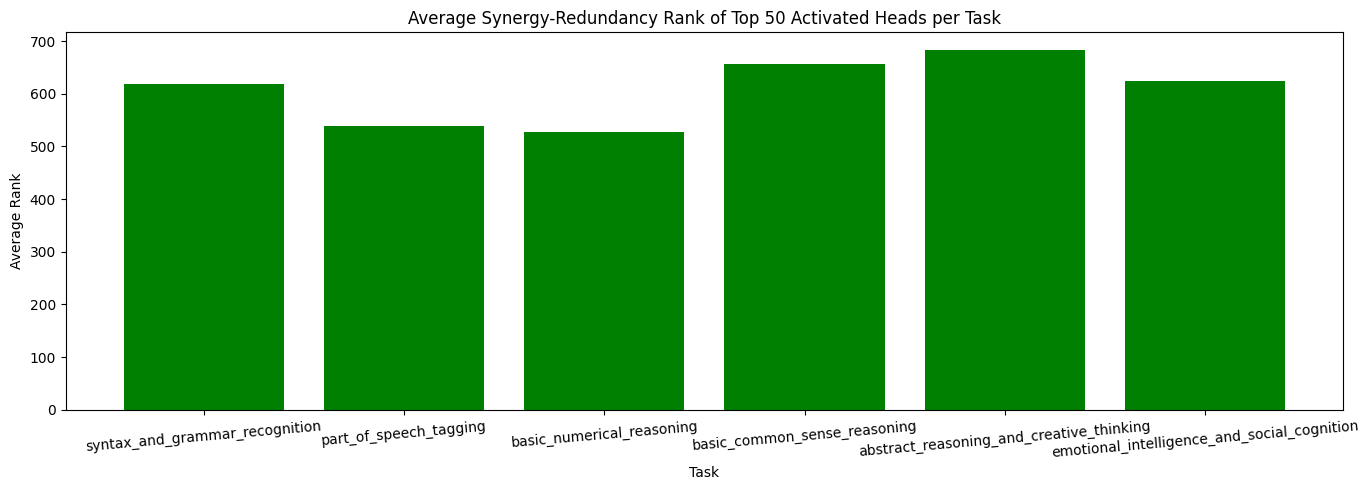 Average Synergy-Redundancy Rank of Top 50 Activated Heads per Task
Average Rank
700
600
500
400
300
200
100
0
syntax_and_grammar_recognition
part_of_speech_tagging
basic_numerical_reasoning
basic_common_sense_reasoning
abstract_reasoning_and_creative_thinking
emotional_intelligence_and_social_cognition
Task